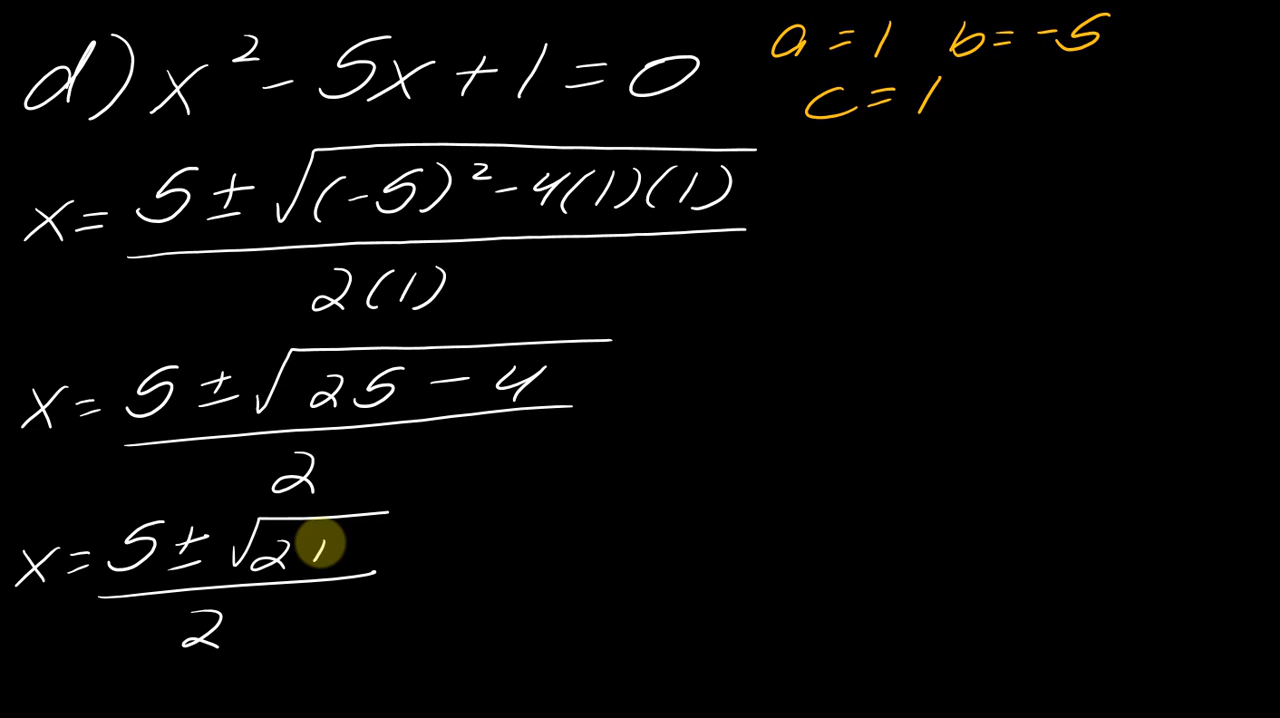 d) x² - 5x + 1 = 0
a = 1 b = -5
c = 1
x = 5 ± √(-5)² - 4(1)(1)
2(1)
x = 5 ± √25 - 4
2
x = 5 ± √21
2